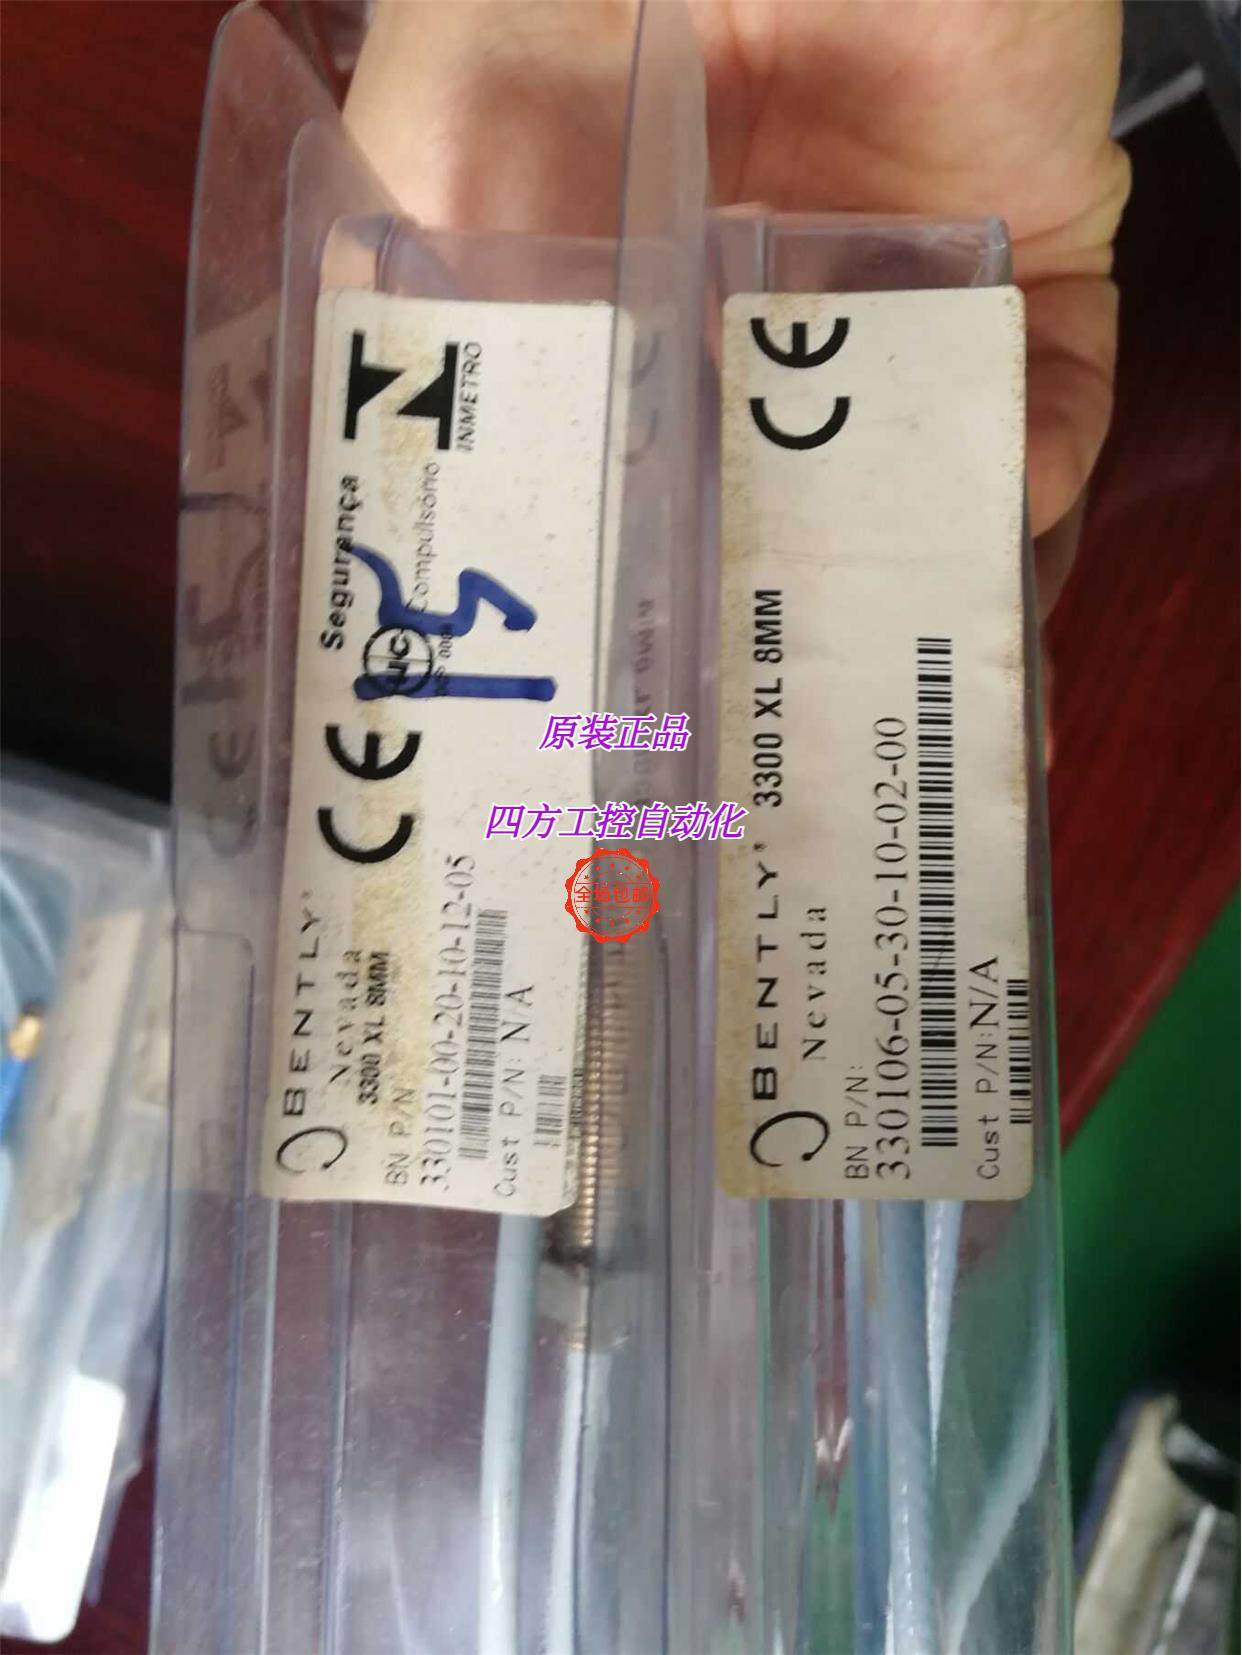 BENTLY
Nevada
3300 XL 8MM
BN P/N:
330101-00-20-10-12-05
Cust P/N: N/A
CE
Segurança
Compulsório
INMETRO
15
BENTLY
Nevada
3300 XL 8MM
CE
BN P/N:
330106-05-30-10-02-00
Cust P/N:N/A
原装正品
四方工控自动化
全场包邮